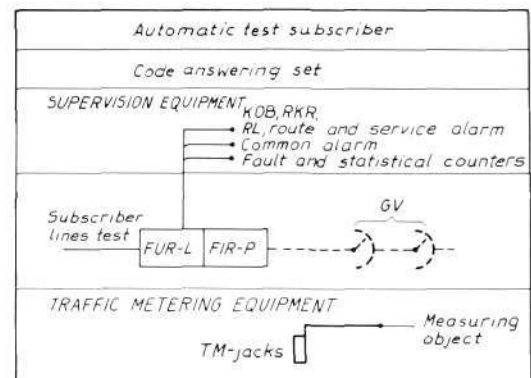 Automatic test subscriber
Code answering set
SUPERVISION EQUIPMENT
KOB, RKR,
RL, route and service alarm
Common alarm
Fault and statistical counters
GV
Subscriber
lines test
FUR-L FIR-P
TRAFFIC METERING EQUIPMENT
Measuring
object
TM-jacks